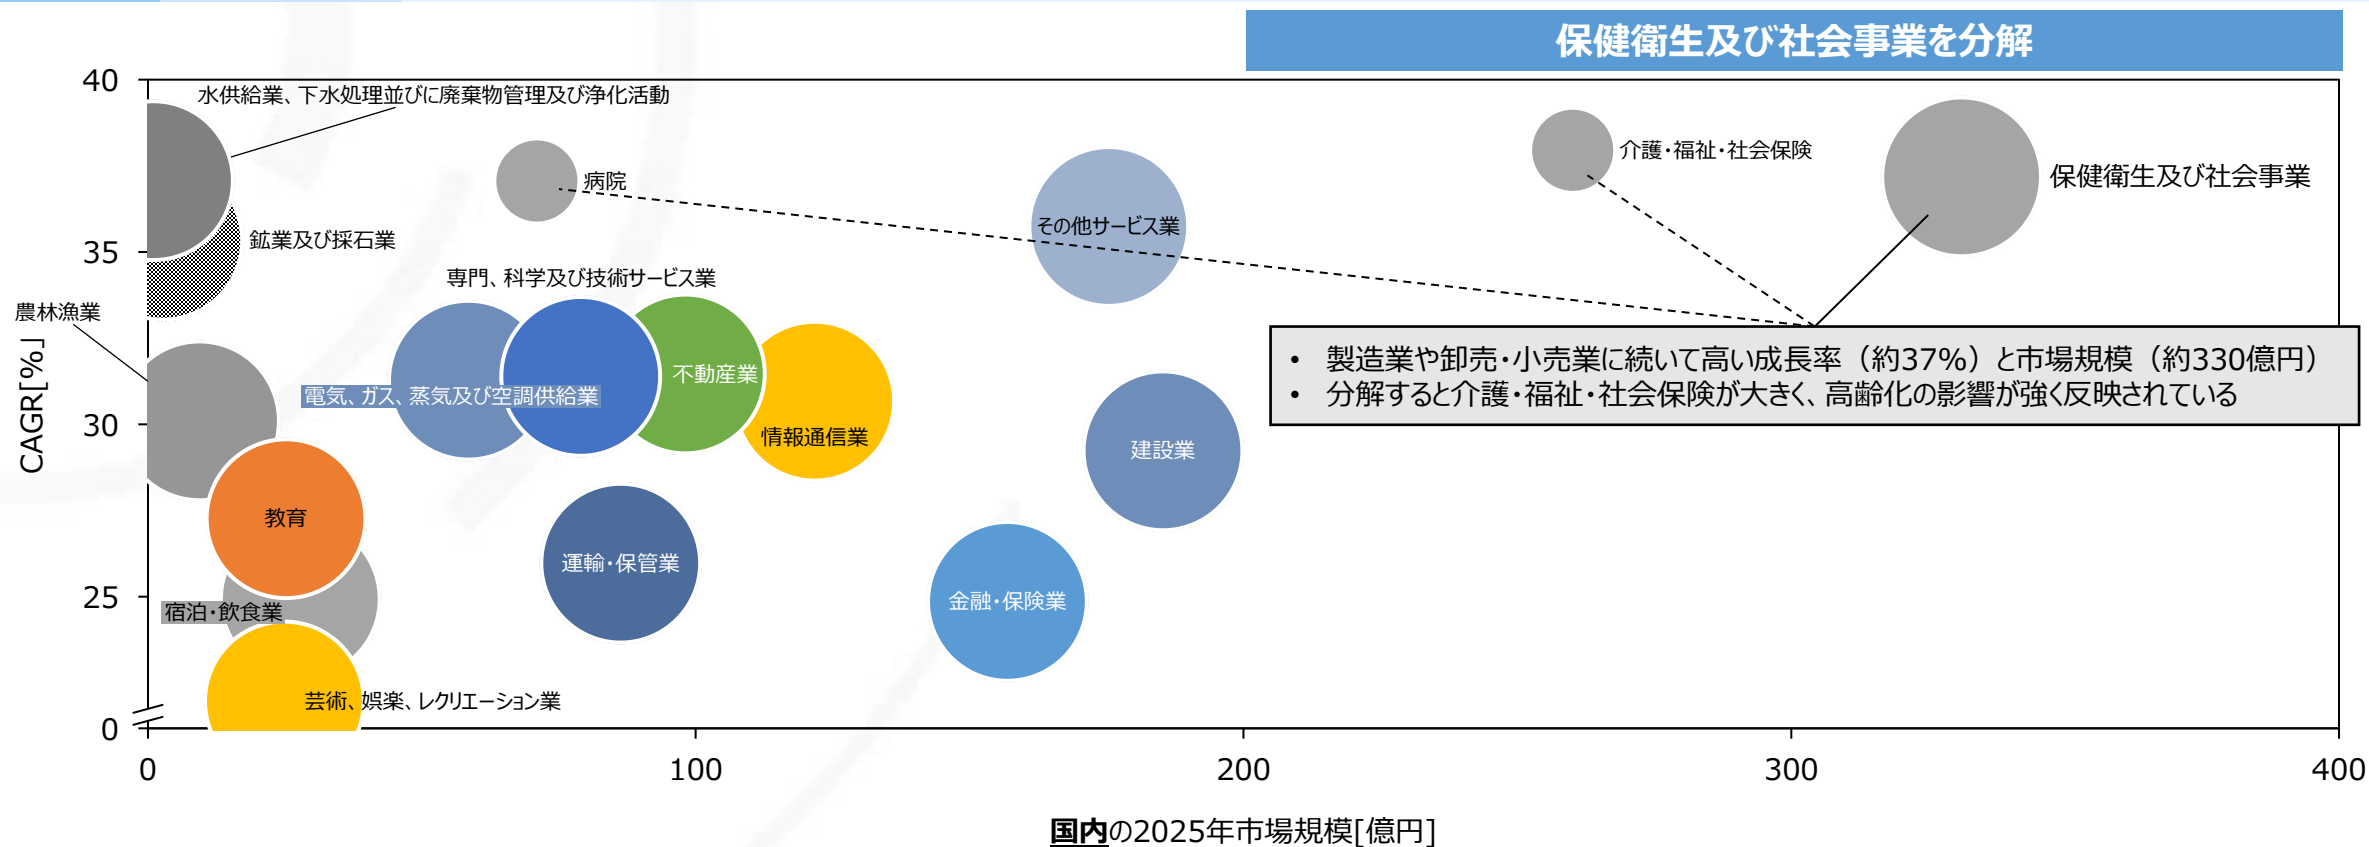 保健衛生及び社会事業を分解
40
水供給業、下水処理並びに廃棄物管理及び浄化活動
病院
介護・福祉・社会保険
保健衛生及び社会事業
その他サービス業
35
鉱業及び採石業
専門、科学及び技術サービス業
農林漁業
CAGR[%]
• 製造業や卸売・小売業に続いて高い成長率（約37%）と市場規模（約330億円）
• 分解すると介護・福祉・社会保険が大きく、高齢化の影響が強く反映されている
不動産業
電気、ガス、蒸気及び空調供給業
30
情報通信業
建設業
教育
運輸・保管業
25
宿泊・飲食業
金融・保険業
芸術、娯楽、レクリエーション業
0
0
100
200
300
400
国内の2025年市場規模[億円]